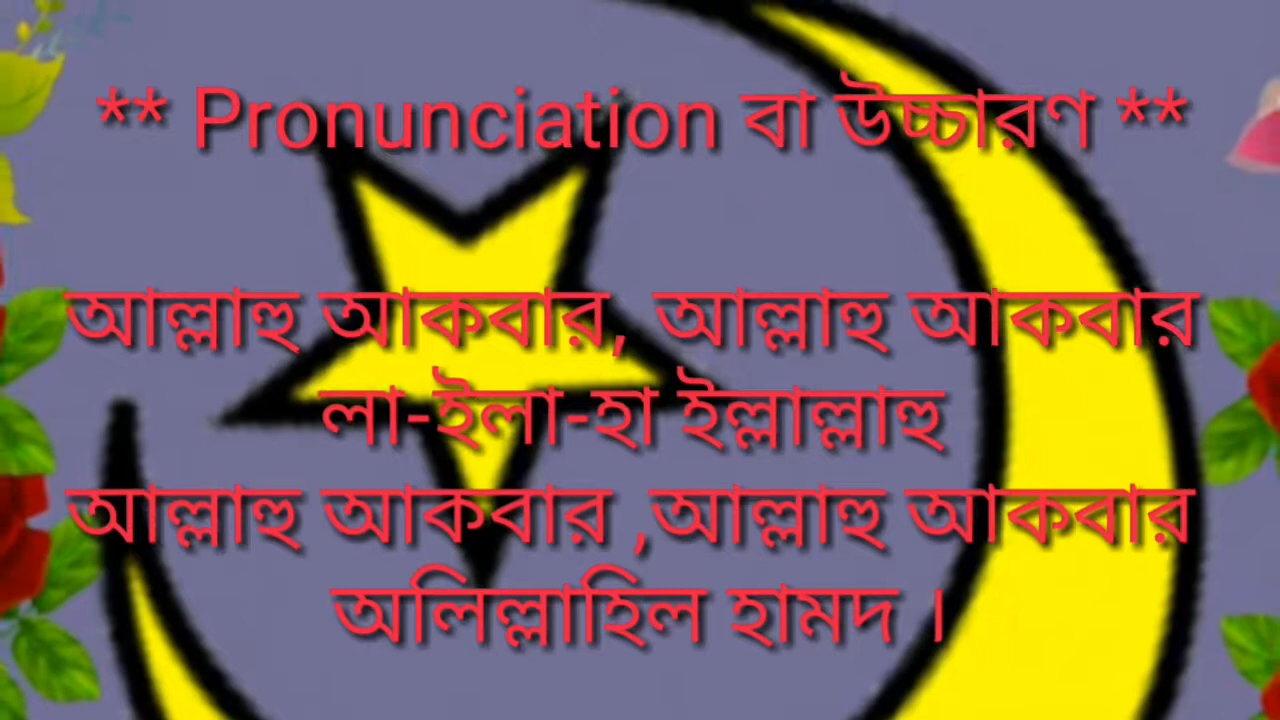 ** Pronunciation বা উচ্চারণ **
আল্লাহু আকবার, আল্লাহু আকবার
লা-ইলা-হা ইল্লাল্লাহু
আল্লাহু আকবার ,আল্লাহু আকবার
অলিল্লাহিল হামদ ।